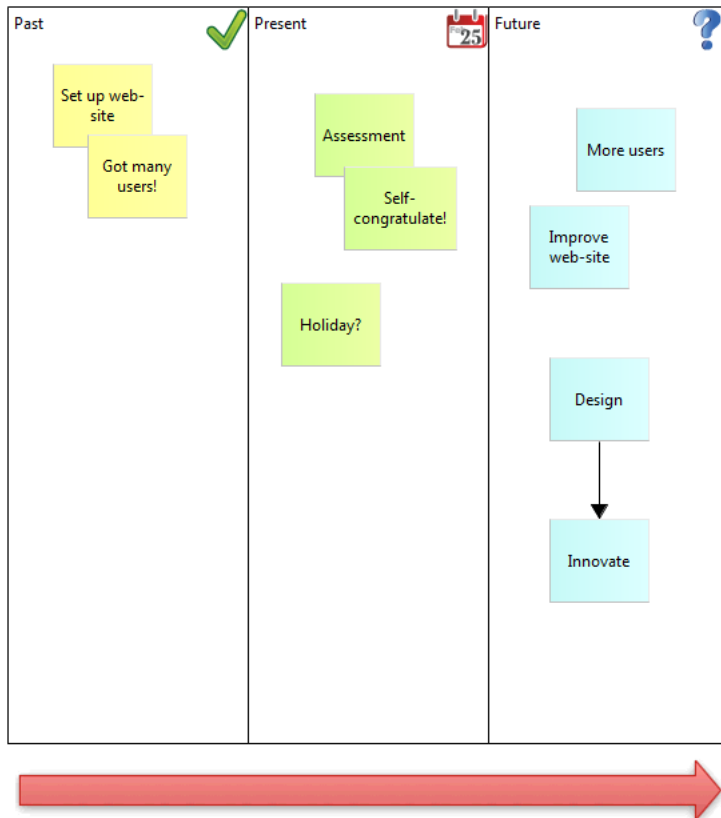 Past
Present
Future
25
Set up web-
site
Got many
users!
Assessment
Self-
congratulate!
Holiday?
More users
Improve
web-site
Design
Innovate